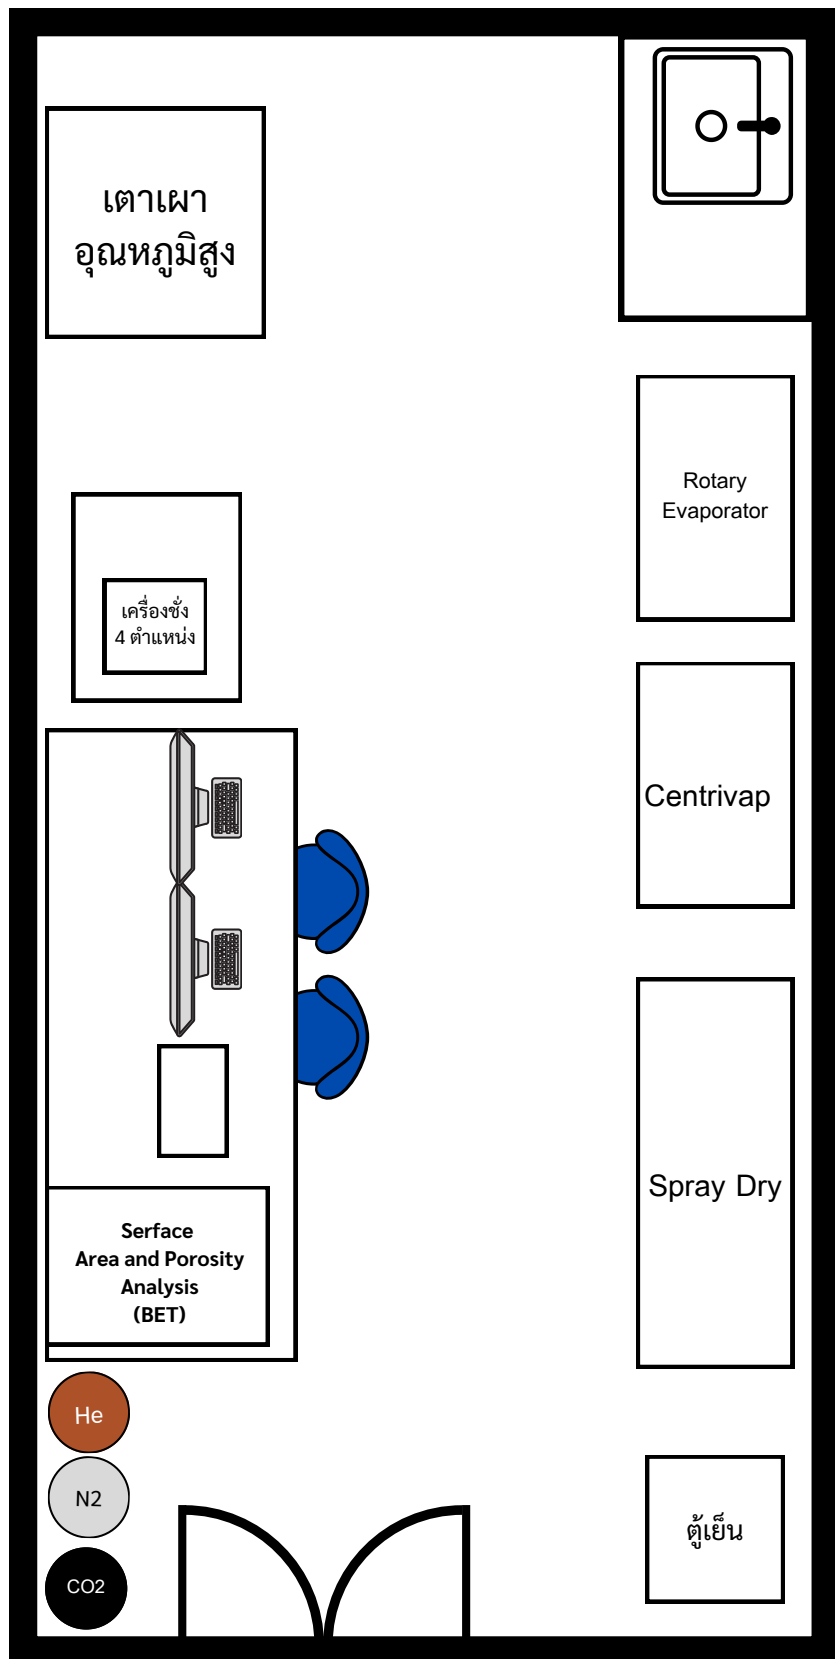 เตาเผา
อุณหภูมิสูง
Rotary
Evaporator
เครื่องชั่ง
4 ตำแหน่ง
Centrivap
Spray Dry
Serface
Area and Porosity
Analysis
(BET)
He
N2
ตู้เย็น
CO2